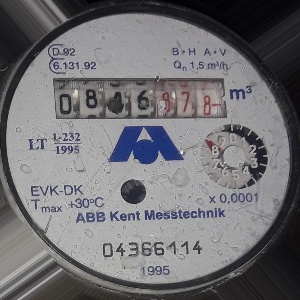 D 92
6.131.92
B•H A•V
Qn 1,5 m³/h
m³
LT 1-232
1995
EVK-DK
Tmax +30°C
x 0,0001
ABB Kent Messtechnik
04366114
1995